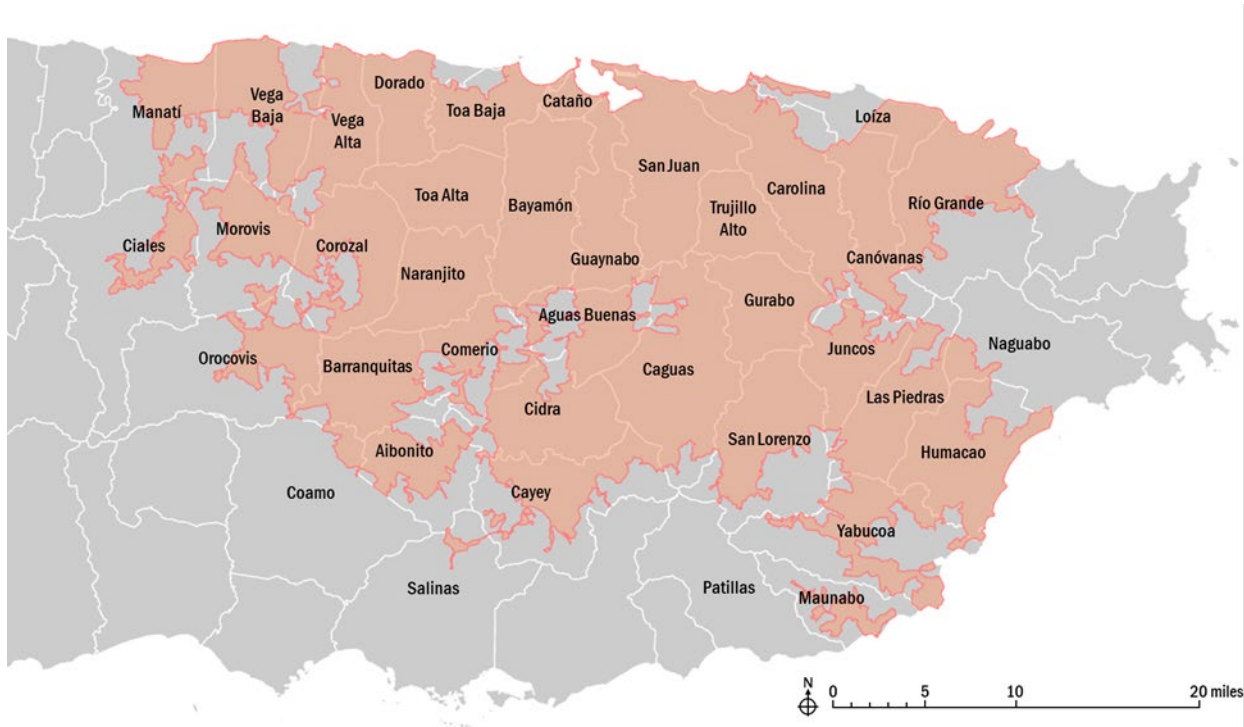 Dorado
Vega
Baja
Manatí
Toa Baja
Cataño
Vega
Alta
Loíza
San Juan
Carolina
Toa Alta
Bayamón
Trujillo
Alto
Río Grande
Morovis
Ciales
Corozal
Naranjito
Guaynabo
Canóvanas
Gurabo
Aguas Buenas
Orocovis
Barranquitas
Comerio
Juncos
Naguabo
Caguas
Las Piedras
Cidra
San Lorenzo
Aibonito
Humacao
Coamo
Cayey
Yabucoa
Salinas
Patillas
Maunabo
N
0 5 10 20 miles